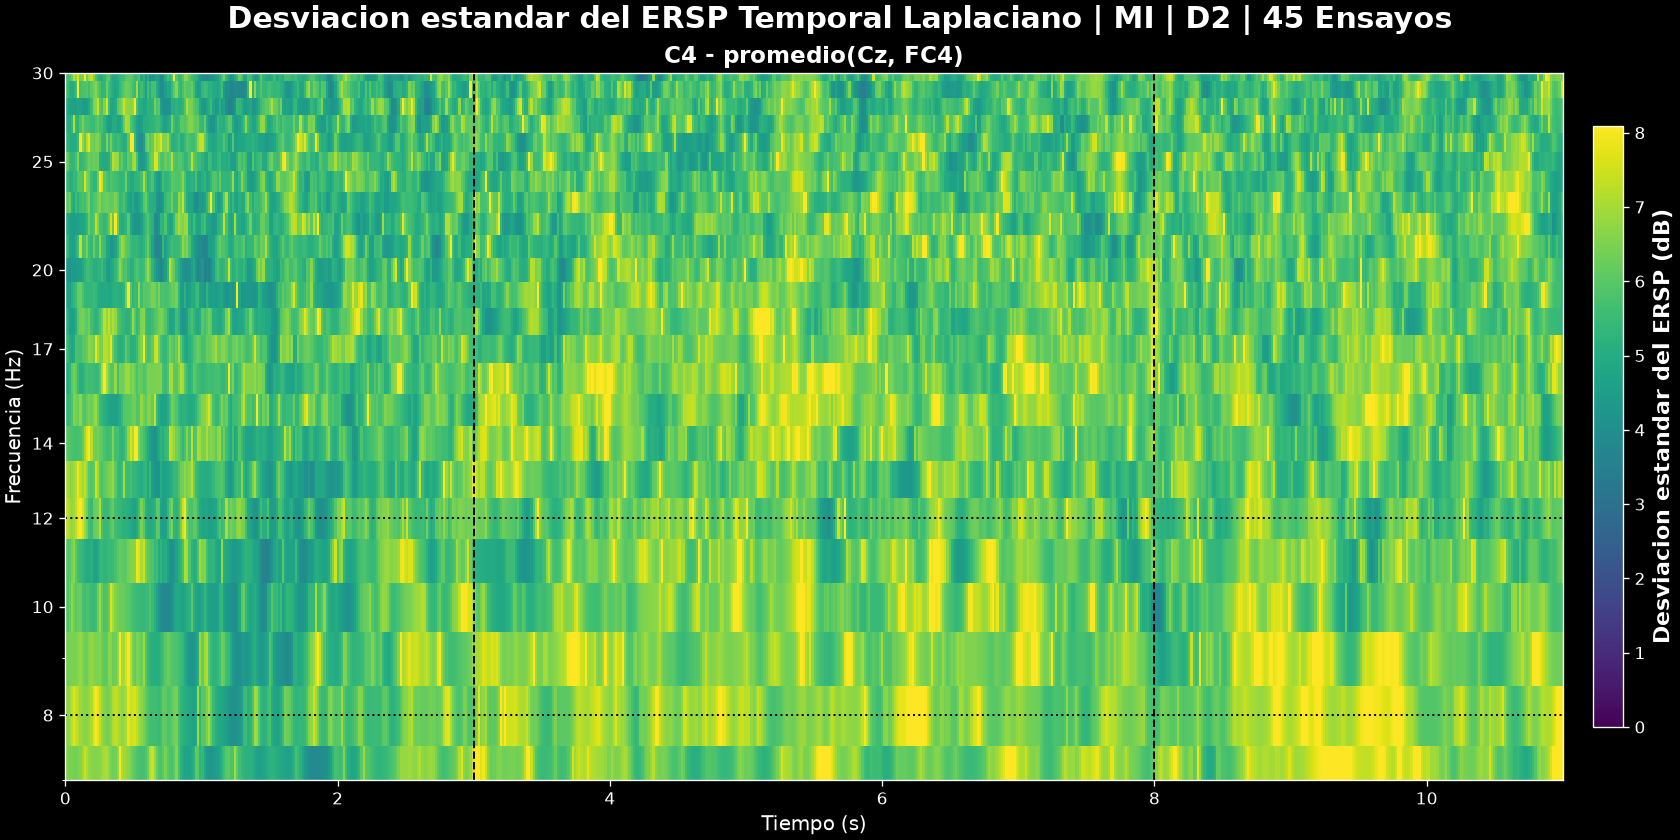 Desviacion estandar del ERSP Temporal Laplaciano | MI | D2 | 45 Ensayos
C4 - promedio(Cz, FC4)
30
25
20
17
14
12
10
8
Frecuencia (Hz)
0 2 4 6 8 10
Tiempo (s)
8
7
6
5
4
3
2
1
0
Desviacion estandar del ERSP (dB)